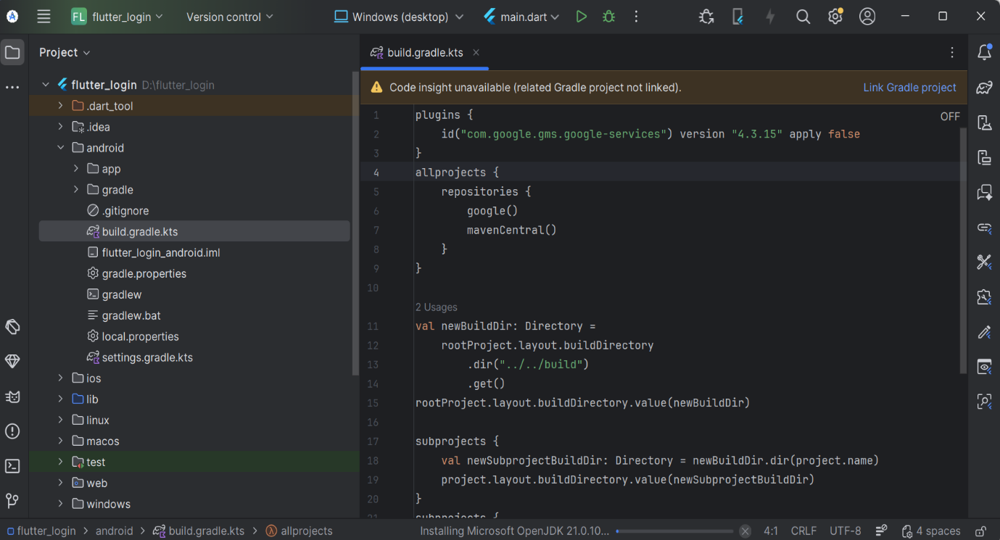 FL flutter_login Version control Windows (desktop) main.dart
Project
build.gradle.kts
flutter_login D:\flutter_login
.dart_tool
.idea
android
app
gradle
.gitignore
build.gradle.kts
flutter_login_android.iml
gradle.properties
gradlew
gradlew.bat
local.properties
settings.gradle.kts
ios
lib
linux
macos
test
web
windows
Code insight unavailable (related Gradle project not linked). Link Gradle project
OFF
1 plugins {
2 id("com.google.gms.google-services") version "4.3.15" apply false
3 }
4 allprojects {
5 repositories {
6 google()
7 mavenCentral()
8 }
9 }
10
2 Usages
11 val newBuildDir: Directory =
12 rootProject.layout.buildDirectory
13 .dir("../../build")
14 .get()
15 rootProject.layout.buildDirectory.value(newBuildDir)
16
17 subprojects {
18 val newSubprojectBuildDir: Directory = newBuildDir.dir(project.name)
19 project.layout.buildDirectory.value(newSubprojectBuildDir)
20 }
21 subprojects {
flutter_login > android > build.gradle.kts > allprojects
Installing Microsoft OpenJDK 21.0.10... 4:1 CRLF UTF-8 4 spaces